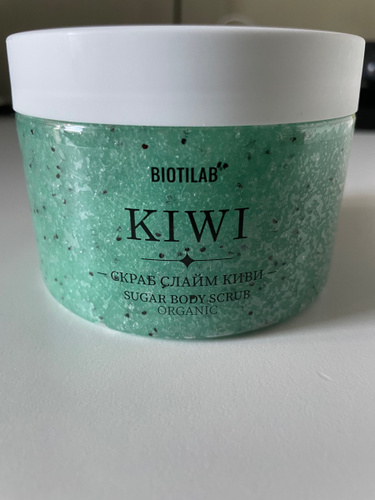 BIOTILAB
KIWI
СКРАБ СЛАЙМ КИВИ
SUGAR BODY SCRUB
ORGANIC